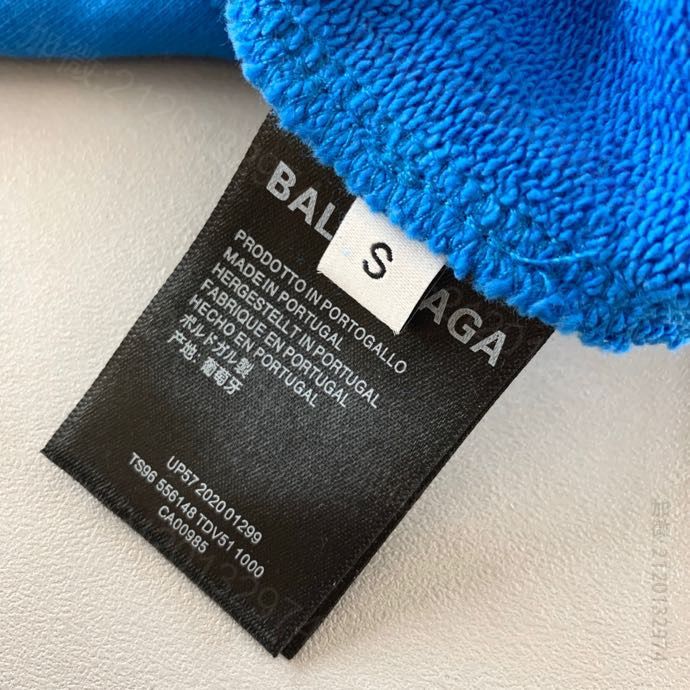 BAL AGA
S
PRODOTTO IN PORTOGALLO
MADE IN PORTUGAL
HERGESTELLT IN PORTUGAL
FABRIQUE EN PORTUGAL
HECHO EN PORTUGAL
ポルトガル製
产地: 葡萄牙
UP57 2020 01299
TS96 556148 TDV51 1000
CA00985